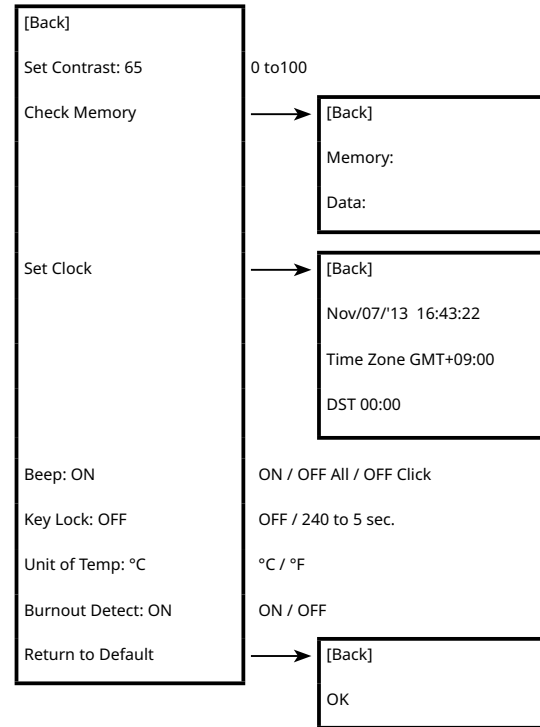 [Back]
Set Contrast: 65 0 to100
Check Memory [Back]
Memory:
Data:
Set Clock [Back]
Nov/07/'13 16:43:22
Time Zone GMT+09:00
DST 00:00
Beep: ON ON / OFF All / OFF Click
Key Lock: OFF OFF / 240 to 5 sec.
Unit of Temp: °C °C / °F
Burnout Detect: ON ON / OFF
Return to Default [Back]
OK